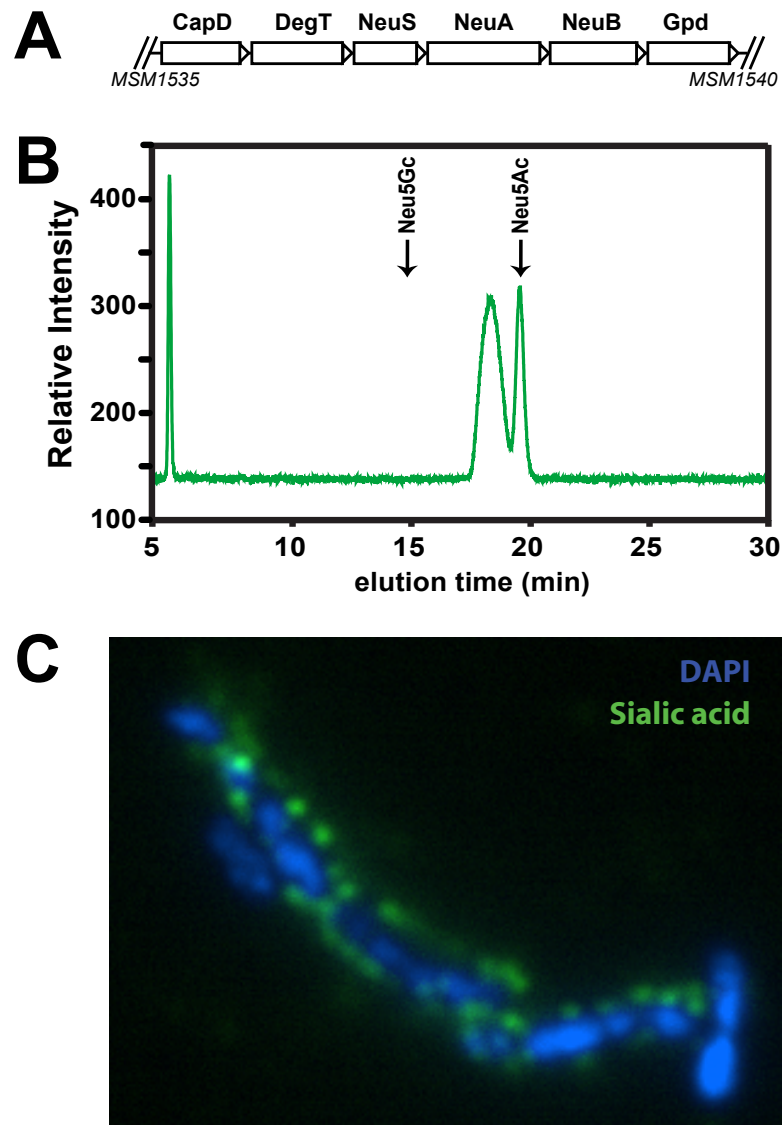 A
CapD DegT NeuS NeuA NeuB Gpd
MSM1535 MSM1540
B
Relative Intensity
400
300
200
100
Neu5Gc
Neu5Ac
5 10 15 20 25 30
elution time (min)
C
DAPI
Sialic acid